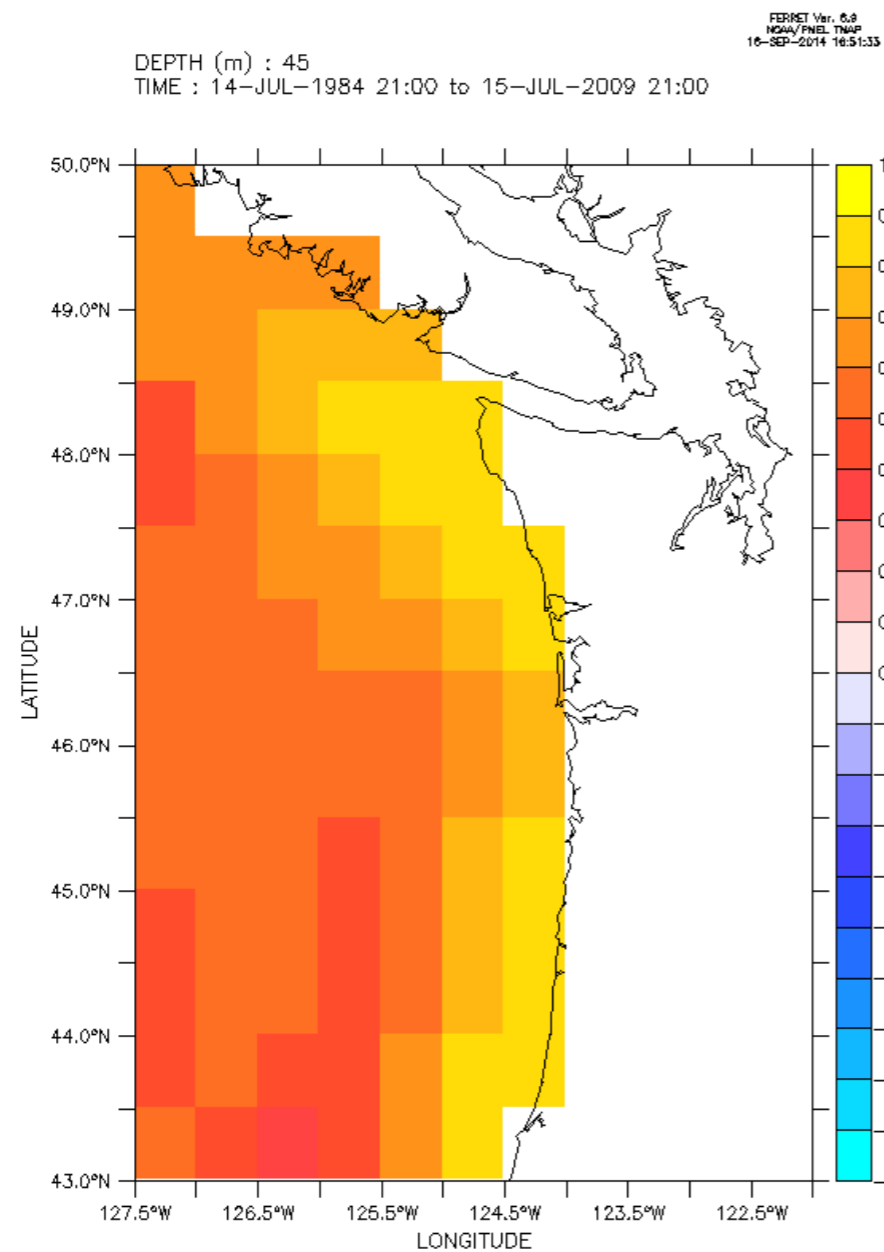 FERRET Ver. 6.9
NOAA/PMEL TMAP
16-SEP-2014 16:51:33
DEPTH (m) : 45
TIME : 14-JUL-1984 21:00 to 15-JUL-2009 21:00
50.0°N
49.0°N
48.0°N
47.0°N
46.0°N
45.0°N
44.0°N
43.0°N
LATITUDE
127.5°W 126.5°W 125.5°W 124.5°W 123.5°W 122.5°W
LONGITUDE